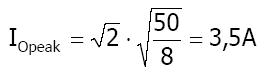 I_Opeak = √2 · √(50/8) = 3,5A